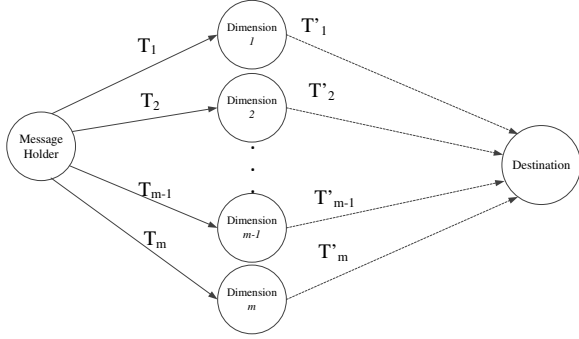 T1
Dimension
1
T'1
T2
Dimension
2
T'2
Message
Holder
.
.
.
Destination
Tm-1
Dimension
m-1
T'm-1
Tm
Dimension
m
T'm